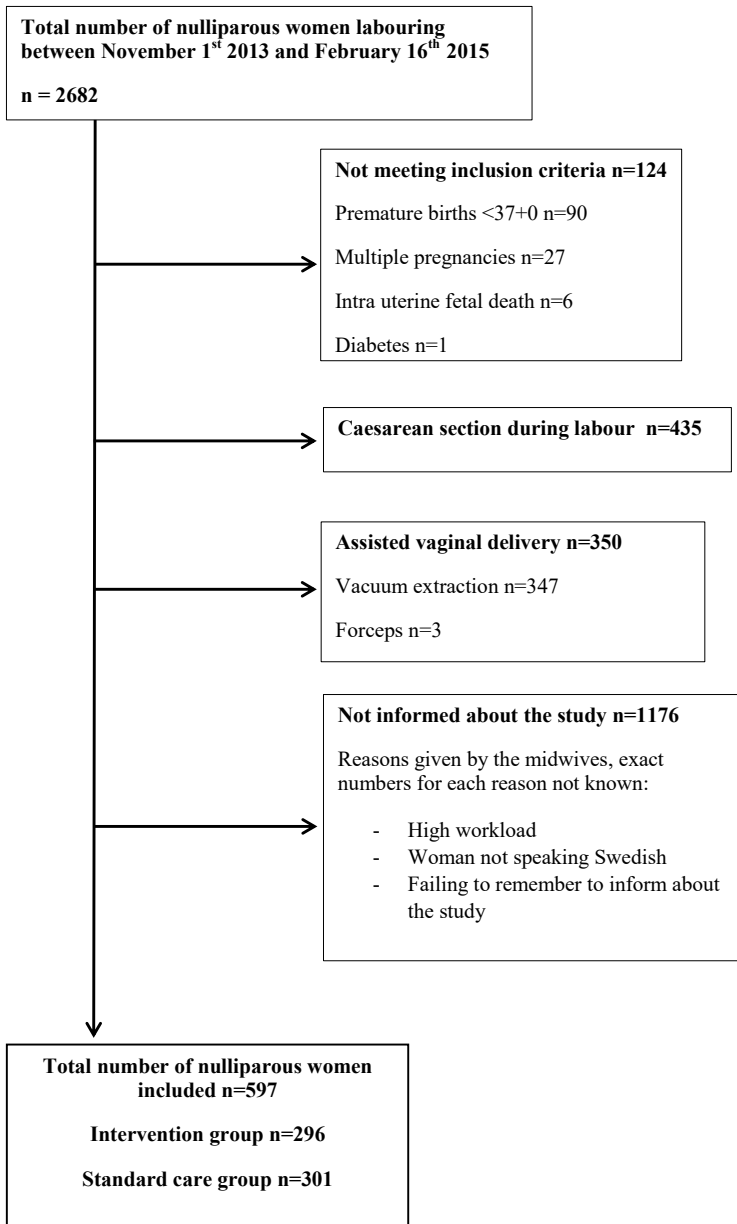 Total number of nulliparous women labouring
between November 1st 2013 and February 16th 2015
n = 2682
Not meeting inclusion criteria n=124
Premature births <37+0 n=90
Multiple pregnancies n=27
Intra uterine fetal death n=6
Diabetes n=1
Caesarean section during labour n=435
Assisted vaginal delivery n=350
Vacuum extraction n=347
Forceps n=3
Not informed about the study n=1176
Reasons given by the midwives, exact
numbers for each reason not known:
- High workload
- Woman not speaking Swedish
- Failing to remember to inform about
the study
Total number of nulliparous women
included n=597
Intervention group n=296
Standard care group n=301